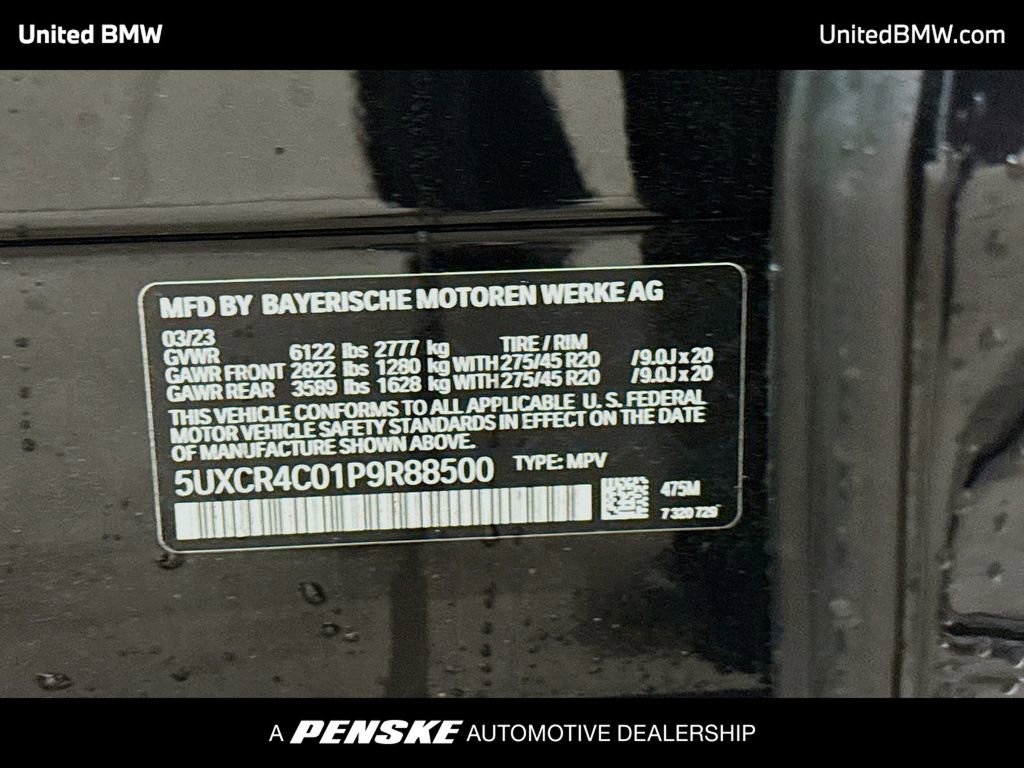 United BMW
UnitedBMW.com
MFD BY BAYERISCHE MOTOREN WERKE AG
03/23
TIRE / RIM
GVWR 6122 lbs 2777 kg
GAWR FRONT 2822 lbs 1280 kg WITH 275/45 R20 /9.0J x 20
GAWR REAR 3589 lbs 1628 kg WITH 275/45 R20 /9.0J x 20
THIS VEHICLE CONFORMS TO ALL APPLICABLE U. S. FEDERAL
MOTOR VEHICLE SAFETY STANDARDS IN EFFECT ON THE DATE
OF MANUFACTURE SHOWN ABOVE.
5UXCR4C01P9R88500 TYPE: MPV
475M
7 320 729
A PENSKE AUTOMOTIVE DEALERSHIP